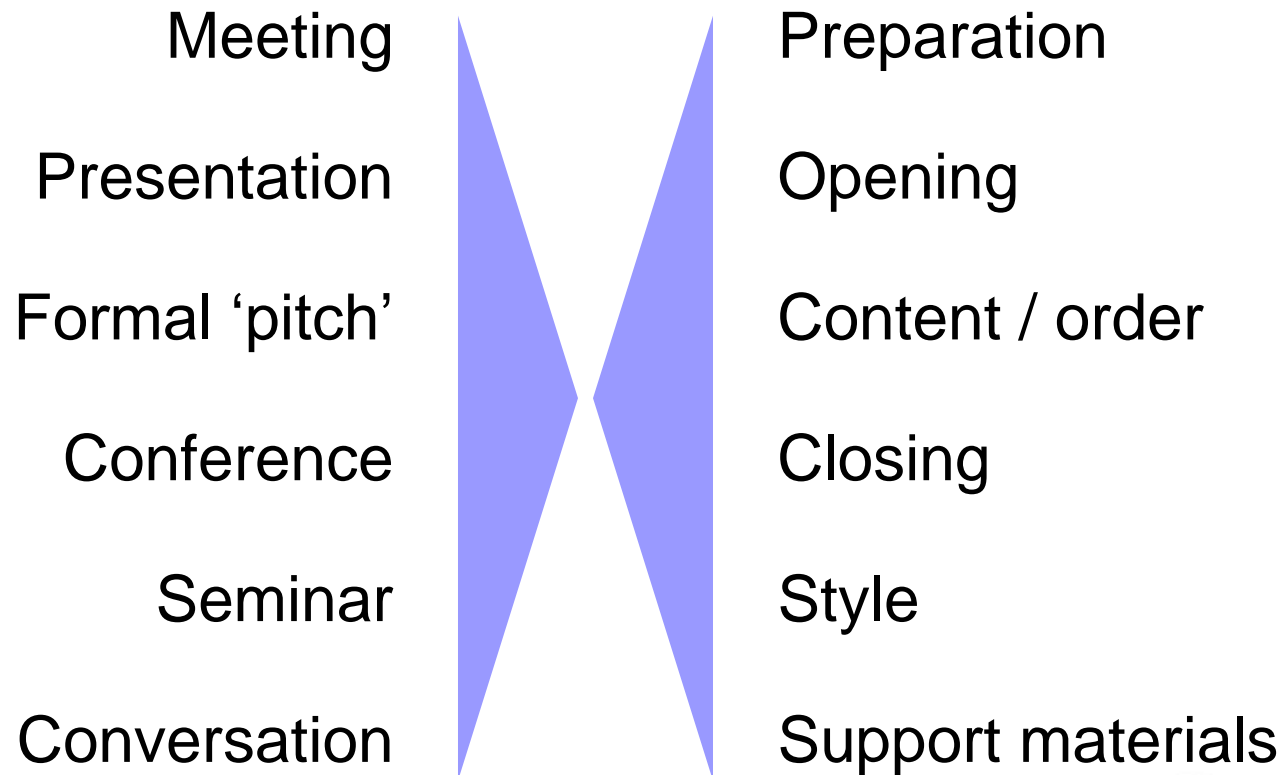 Meeting
Presentation
Formal ‘pitch’
Conference
Seminar
Conversation
Preparation
Opening
Content / order
Closing
Style
Support materials